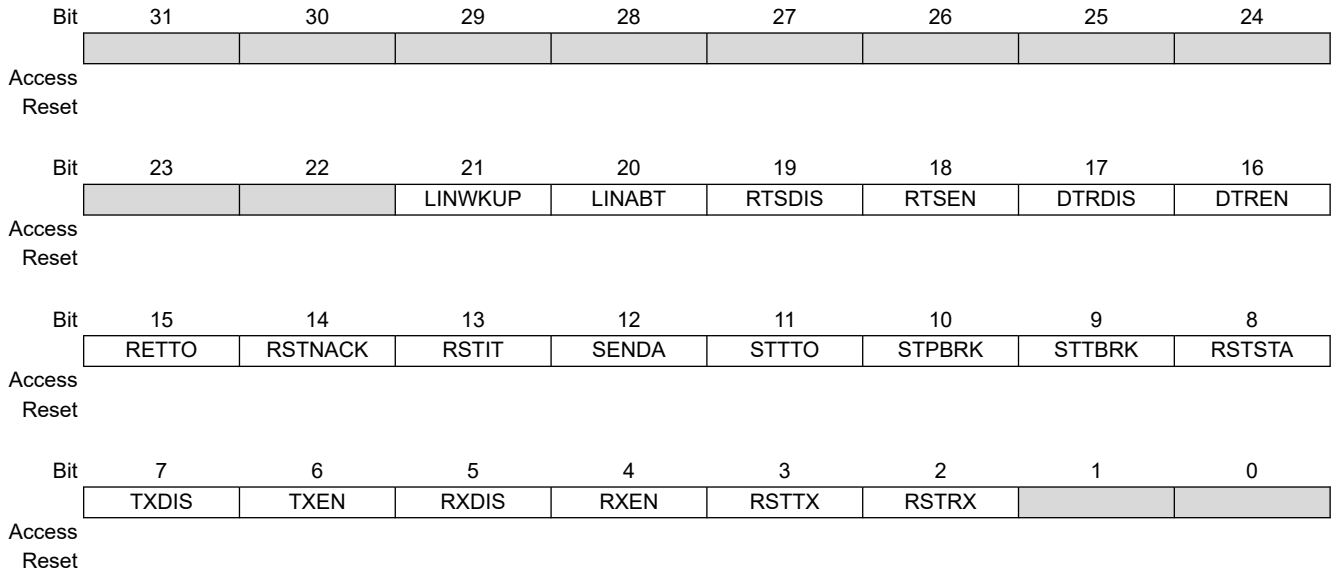 Bit 31 30 29 28 27 26 25 24
Access
Reset
Bit 23 22 21 20 19 18 17 16
LINWKUP LINABT RTSDIS RTSEN DTRDIS DTREN
Access
Reset
Bit 15 14 13 12 11 10 9 8
RETTO RSTNACK RSTIT SENDA STTTO STPBRK STTBRK RSTSTA
Access
Reset
Bit 7 6 5 4 3 2 1 0
TXDIS TXEN RXDIS RXEN RSTTX RSTRX
Access
Reset